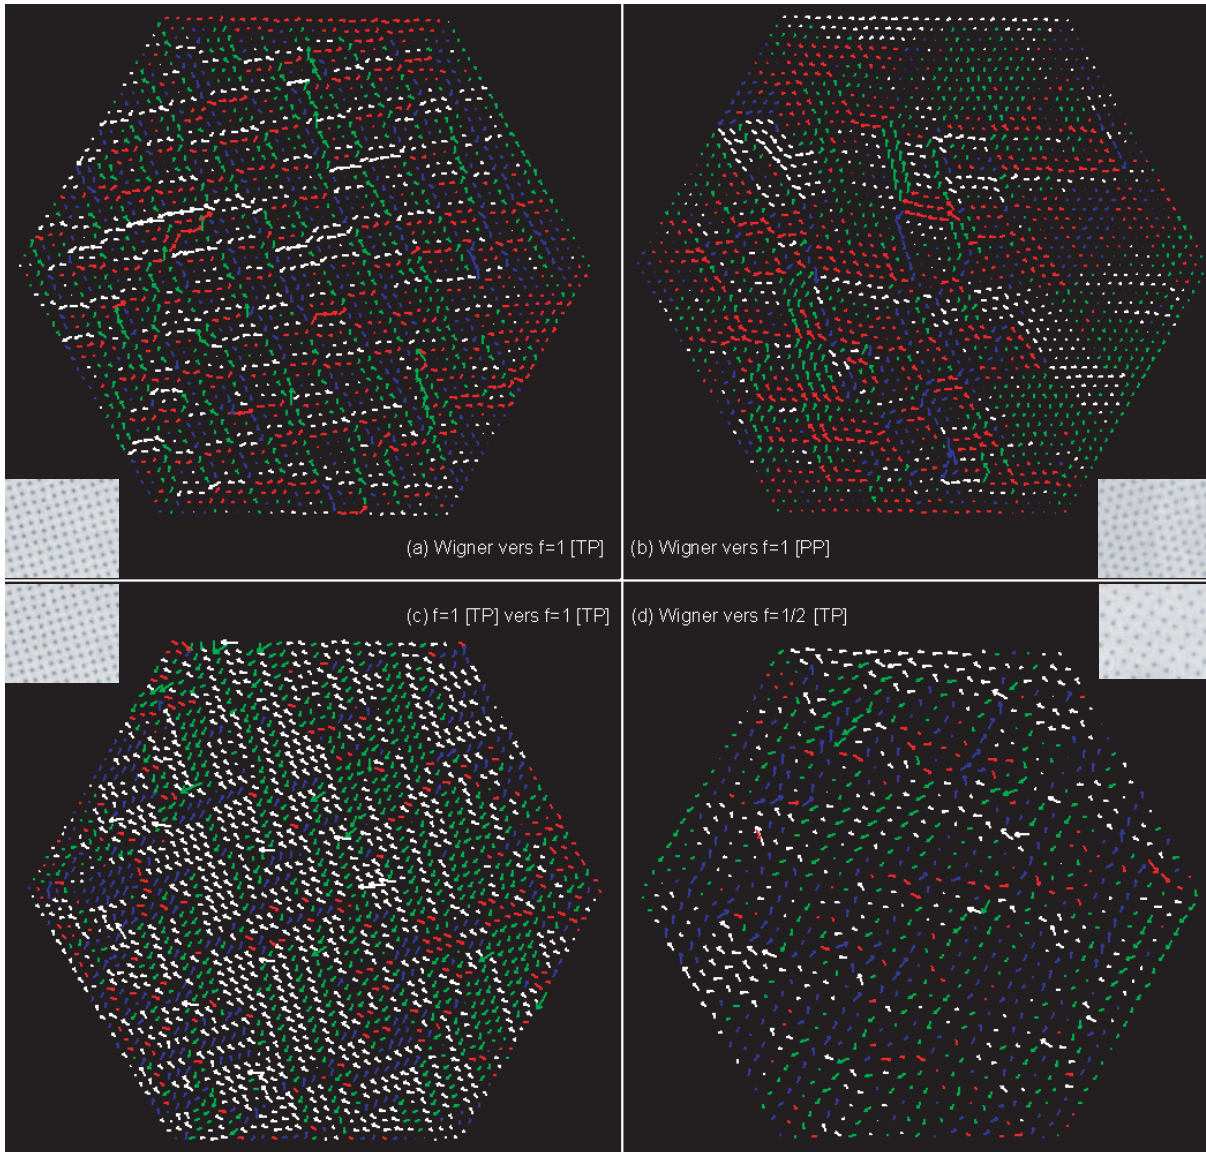 (a) Wigner vers f=1 [TP]
(b) Wigner vers f=1 [PP]
(c) f=1 [TP] vers f=1 [TP]
(d) Wigner vers f=1/2 [TP]